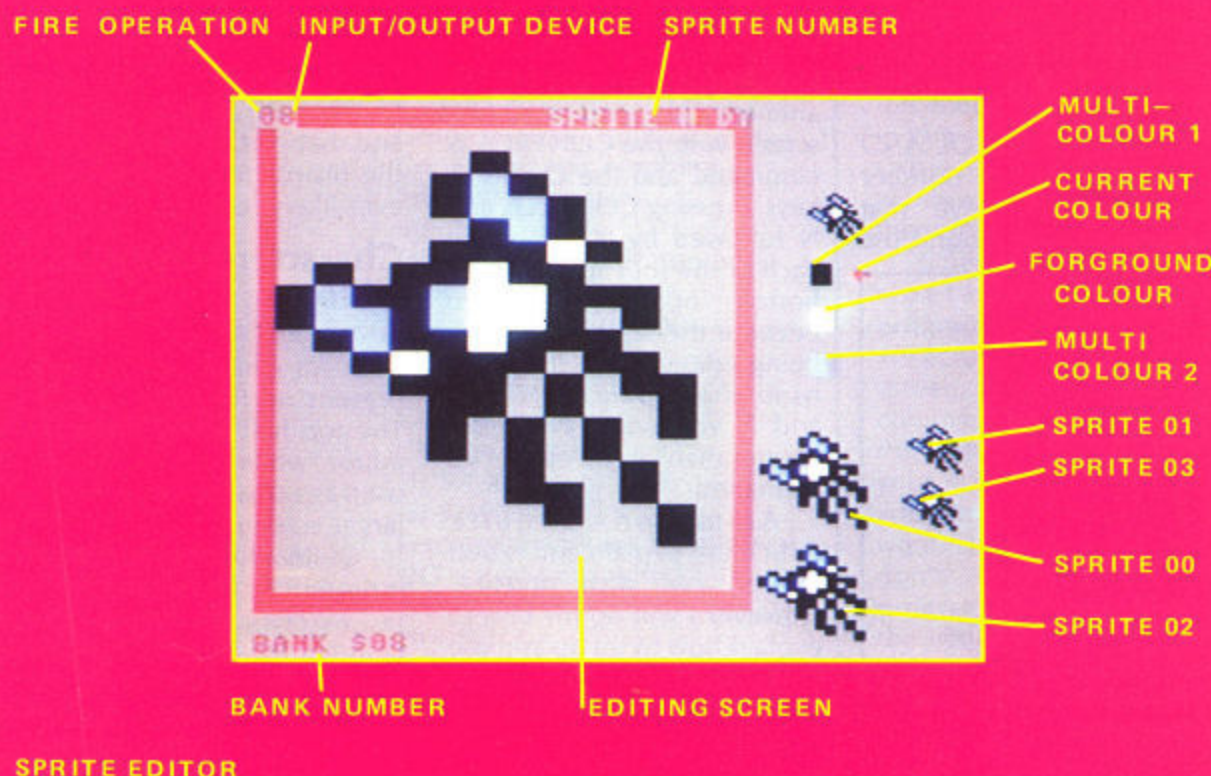 FIRE OPERATION INPUT/OUTPUT DEVICE SPRITE NUMBER
08
MULTI–
COLOUR 1
CURRENT
COLOUR
FORGROUND
COLOUR
MULTI
COLOUR 2
SPRITE 01
SPRITE 03
SPRITE 00
SPRITE 02
SPRITE
BANK $08
BANK NUMBER
EDITING SCREEN
SPRITE EDITOR